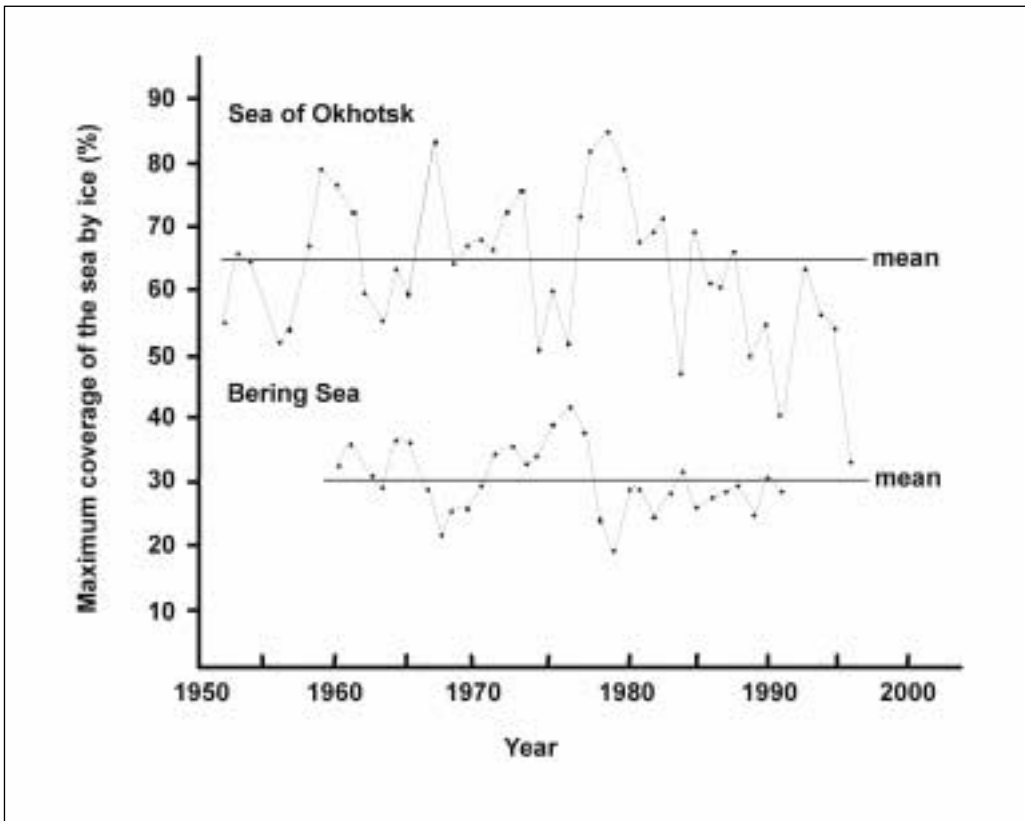 Maximum coverage of the sea by ice (%)
90
80
70
60
50
40
30
20
10
Sea of Okhotsk
mean
Bering Sea
mean
1950 1960 1970 1980 1990 2000
Year